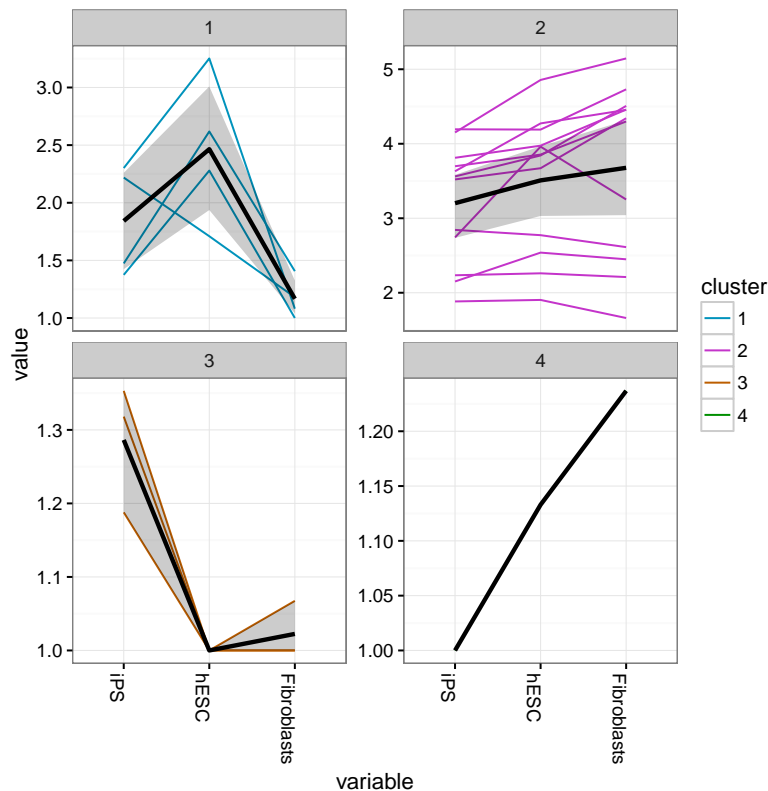 1
2
3.0
2.5
2.0
1.5
1.0
5
4
3
2
value
cluster
1
2
3
4
3
4
1.3
1.2
1.1
1.0
1.20
1.15
1.10
1.05
1.00
iPS
hESC
Fibroblasts
iPS
hESC
Fibroblasts
variable